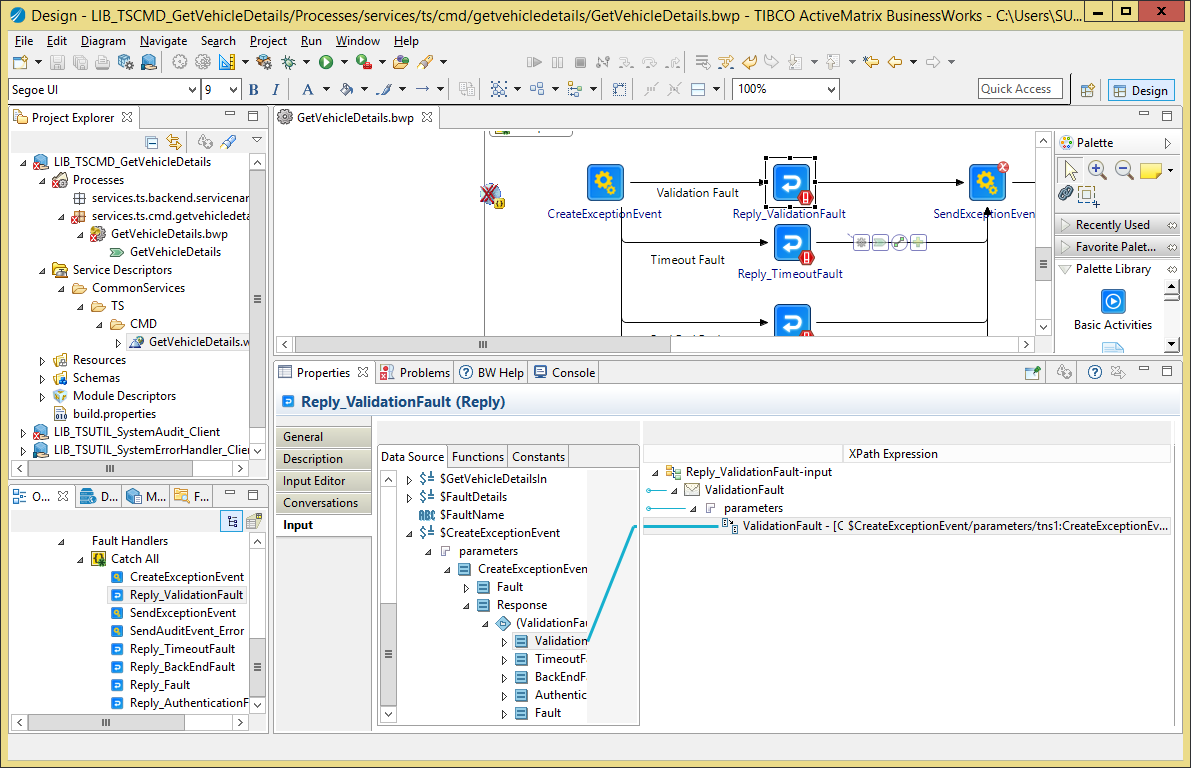 Design - LIB_TSCMD_GetVehicleDetails/Processes/services/ts/cmd/getvehicledetails/GetVehicleDetails.bwp - TIBCO ActiveMatrix BusinessWorks - C:\Users\SU...
File Edit Diagram Navigate Search Project Run Window Help
Segoe UI 9 B I A 100% Quick Access Design
Project Explorer
LIB_TSCMD_GetVehicleDetails
Processes
services.ts.backend.servicenar
services.ts.cmd.getvehicledeta
GetVehicleDetails.bwp
GetVehicleDetails
Service Descriptors
CommonServices
TS
CMD
GetVehicleDetails.w
Resources
Schemas
Module Descriptors
build.properties
LIB_TSUTIL_SystemAudit_Client
LIB_TSUTIL_SystemErrorHandler_Clie
GetVehicleDetails.bwp
CreateExceptionEvent
Validation Fault
Reply_ValidationFault
SendExceptionEven
Timeout Fault
Reply_TimeoutFault
Palette
Recently Used
Favorite Palet...
Palette Library
Basic Activities
O... D... M... F...
Fault Handlers
Catch All
CreateExceptionEvent
Reply_ValidationFault
SendExceptionEvent
SendAuditEvent_Error
Reply_TimeoutFault
Reply_BackEndFault
Reply_Fault
Reply_AuthenticationF
Properties Problems BW Help Console
Reply_ValidationFault (Reply)
General
Description
Input Editor
Conversations
Input
Data Source Functions Constants
$GetVehicleDetailsIn
$FaultDetails
ABC $FaultName
$CreateExceptionEvent
parameters
CreateExceptionEven
Fault
Response
(ValidationFau
Validation
TimeoutF
BackEndF
Authentic
Fault
XPath Expression
Reply_ValidationFault-input
ValidationFault
parameters
ValidationFault - [C $CreateExceptionEvent/parameters/tns1:CreateExceptionEv...